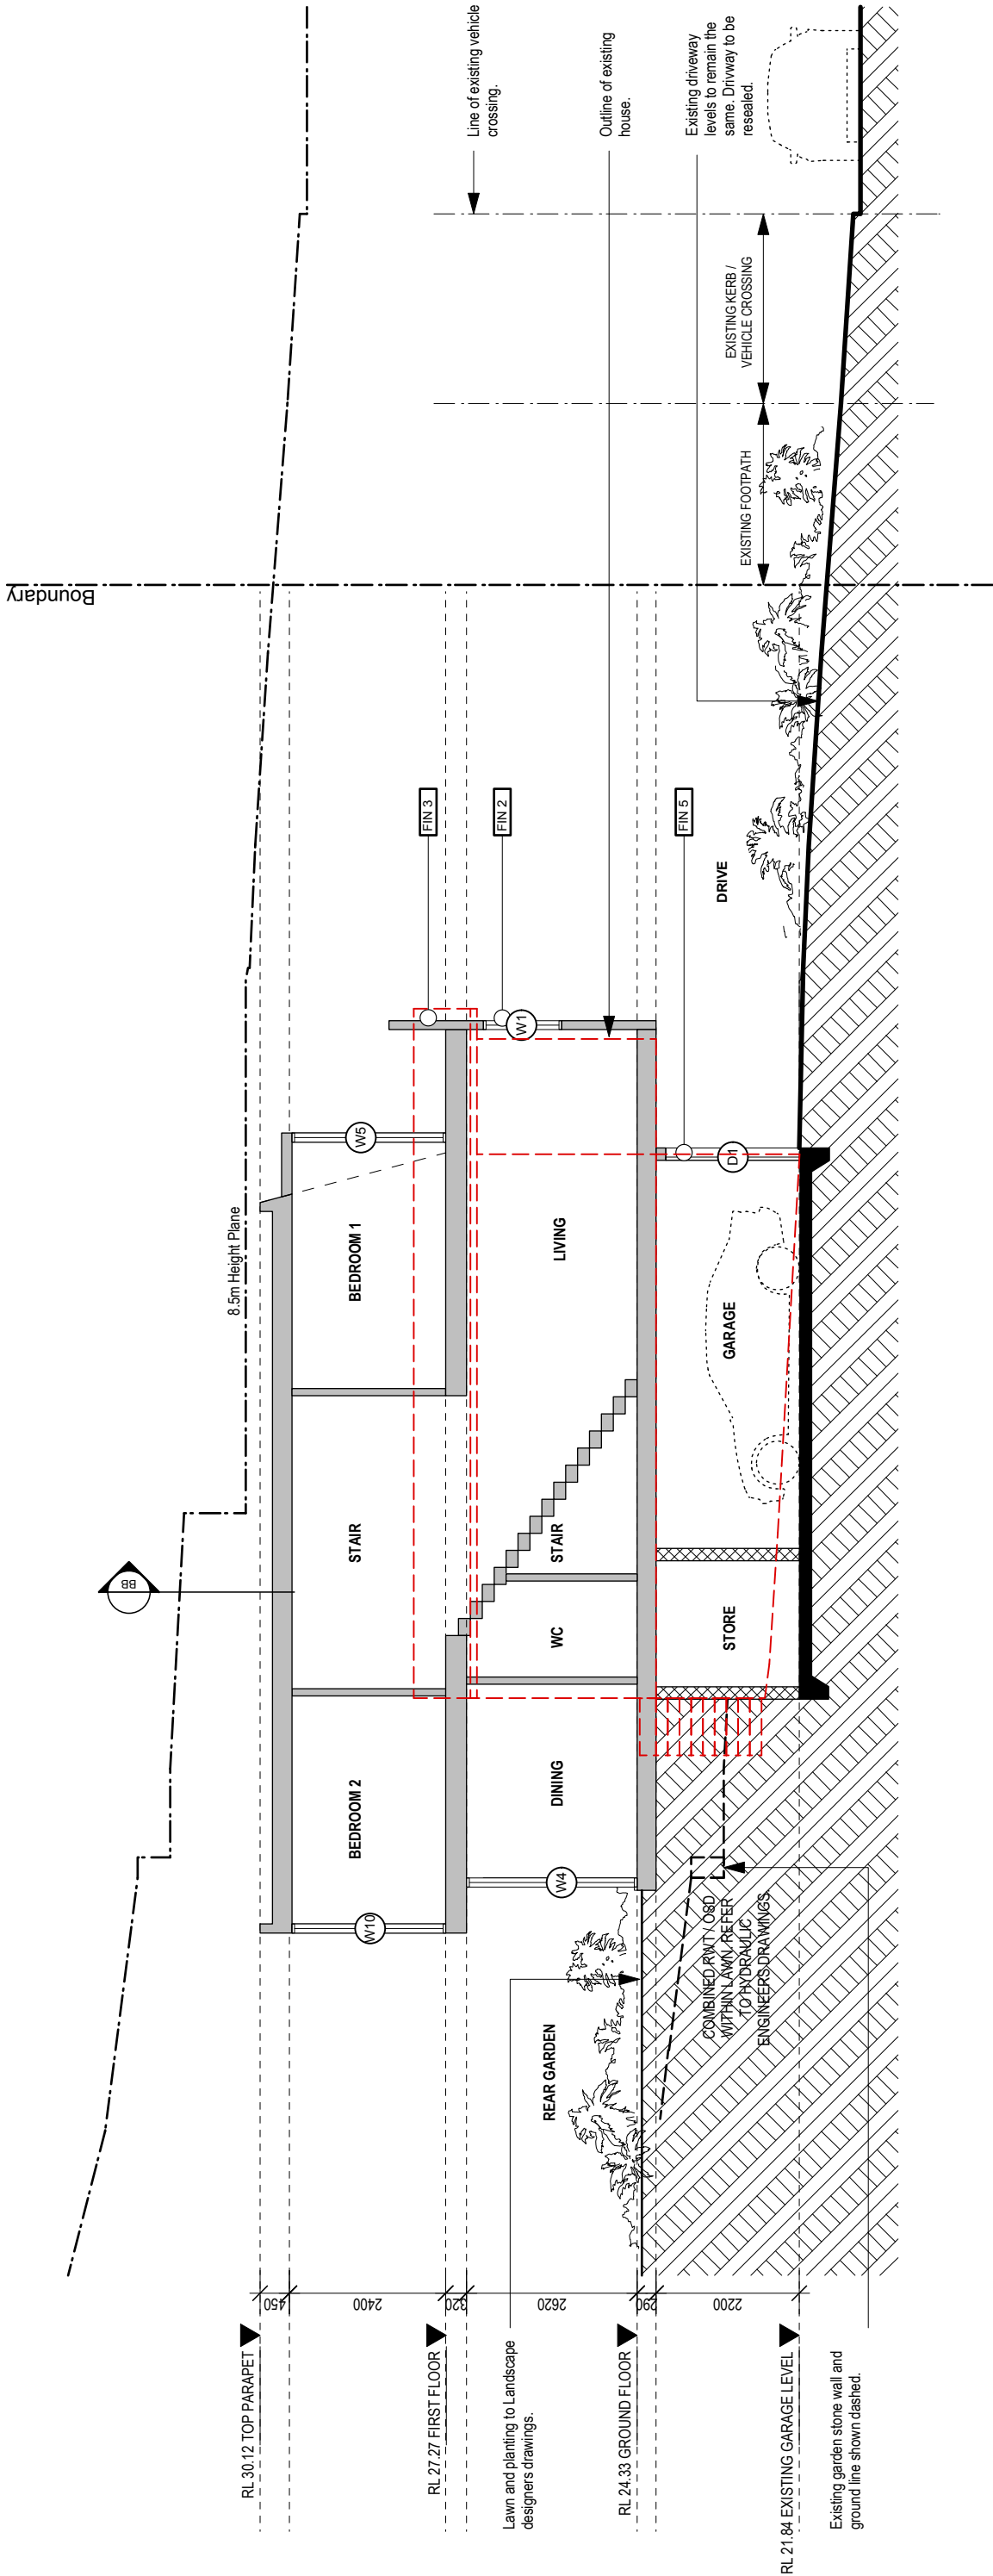 Line of existing vehicle
crossing.
Outline of existing
house.
Existing driveway
levels to remain the
same. Drivway to be
resealed.
EXISTING KERB /
VEHICLE CROSSING
EXISTING FOOTPATH
Boundary
FIN 3
FIN 2
FIN 5
DRIVE
W1
W5
D1
8.5m Height Plane
BEDROOM 1
LIVING
GARAGE
STAIR
STAIR
BB
WC
STORE
BEDROOM 2
DINING
W10
W4
COMBINED RWT / OSD
WITHIN LAWN. REFER
TO HYDRAULIC
ENGINEERS DRAWINGS
REAR GARDEN
450
2400
320
2620
290
2200
RL 30.12 TOP PARAPET
RL 27.27 FIRST FLOOR
Lawn and planting to Landscape
designers drawings.
RL 24.33 GROUND FLOOR
RL 21.84 EXISTING GARAGE LEVEL
Existing garden stone wall and
ground line shown dashed.